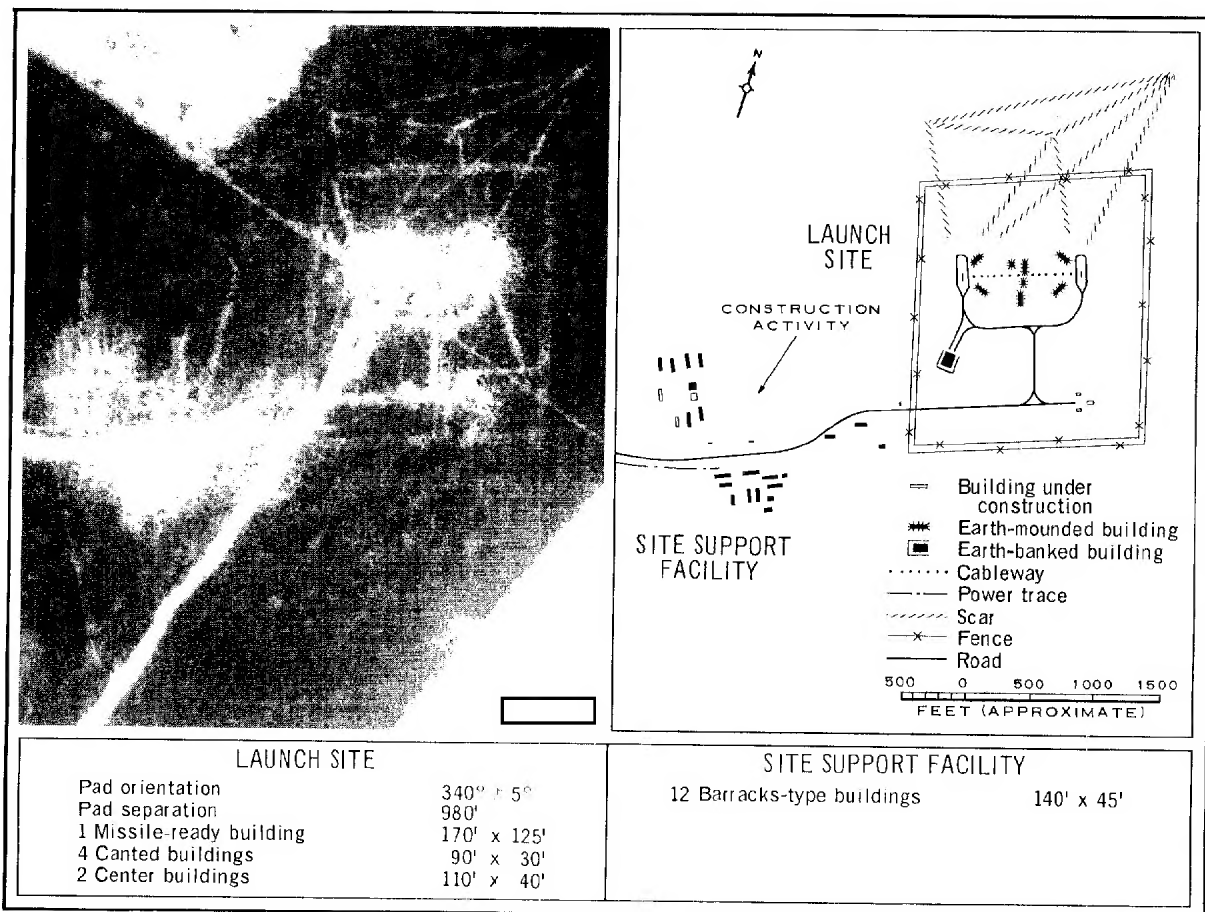 N
LAUNCH
SITE
CONSTRUCTION
ACTIVITY
SITE SUPPORT
FACILITY
Building under
construction
Earth-mounded building
Earth-banked building
Cableway
Power trace
Scar
Fence
Road
500 0 500 1000 1500
FEET (APPROXIMATE)
LAUNCH SITE
Pad orientation 340° ± 5°
Pad separation 980'
1 Missile-ready building 170' x 125'
4 Canted buildings 90' x 30'
2 Center buildings 110' x 40'
SITE SUPPORT FACILITY
12 Barracks-type buildings 140' x 45'